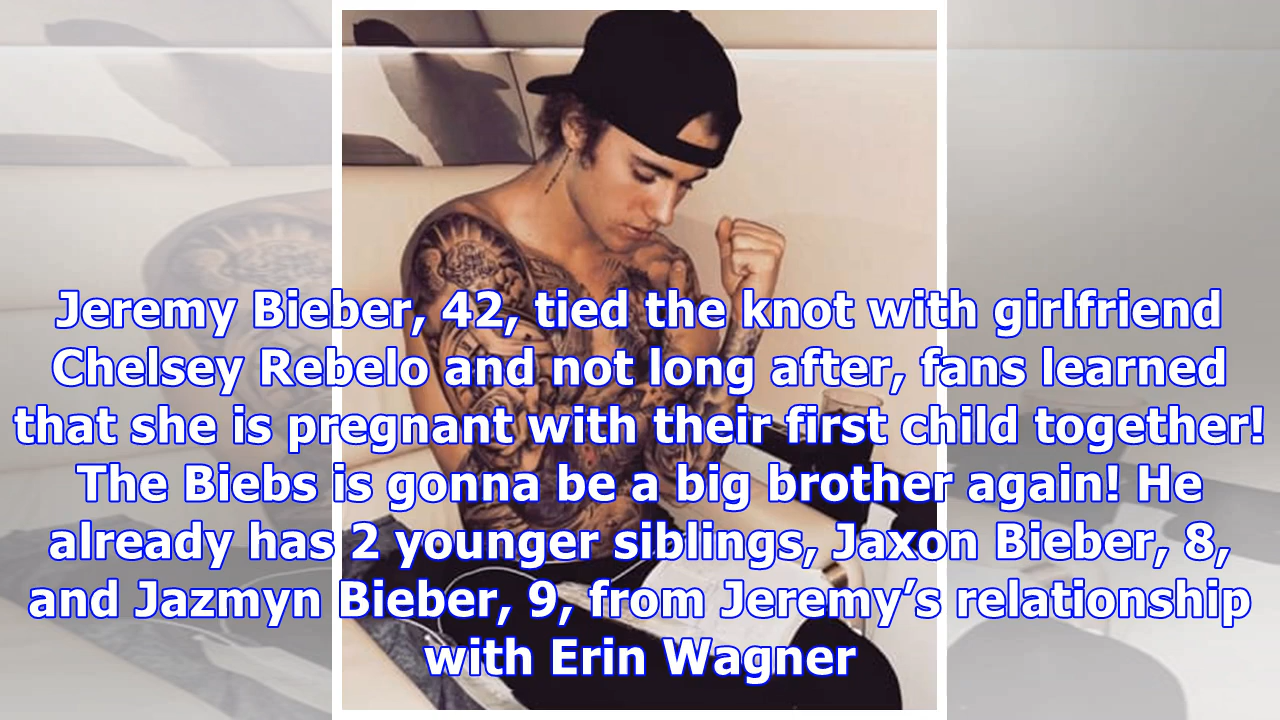 Jeremy Bieber, 42, tied the knot with girlfriend
Chelsey Rebelo and not long after, fans learned
that she is pregnant with their first child together!
The Biebs is gonna be a big brother again! He
already has 2 younger siblings, Jaxon Bieber, 8,
and Jazmyn Bieber, 9, from Jeremy’s relationship
with Erin Wagner